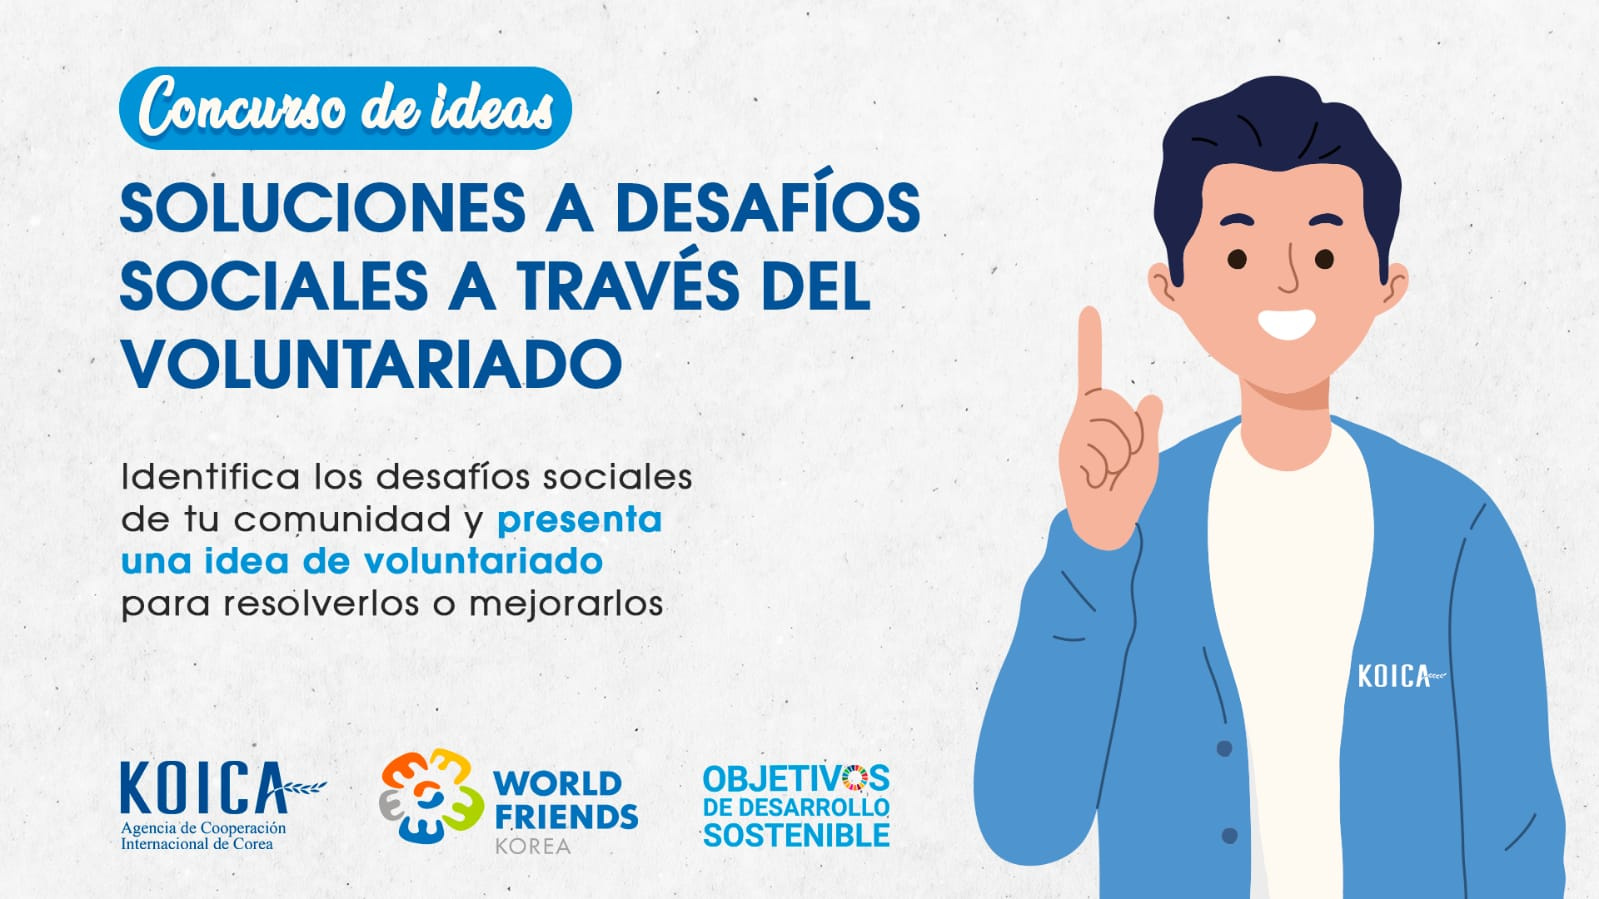 Concurso de ideas
SOLUCIONES A DESAFÍOS
SOCIALES A TRAVÉS DEL
VOLUNTARIADO
Identifica los desafíos sociales
de tu comunidad y presenta
una idea de voluntariado
para resolverlos o mejorarlos
KOICA
KOICA
Agencia de Cooperación
Internacional de Corea
WORLD
FRIENDS
KOREA
OBJETIVOS
DE DESARROLLO
SOSTENIBLE